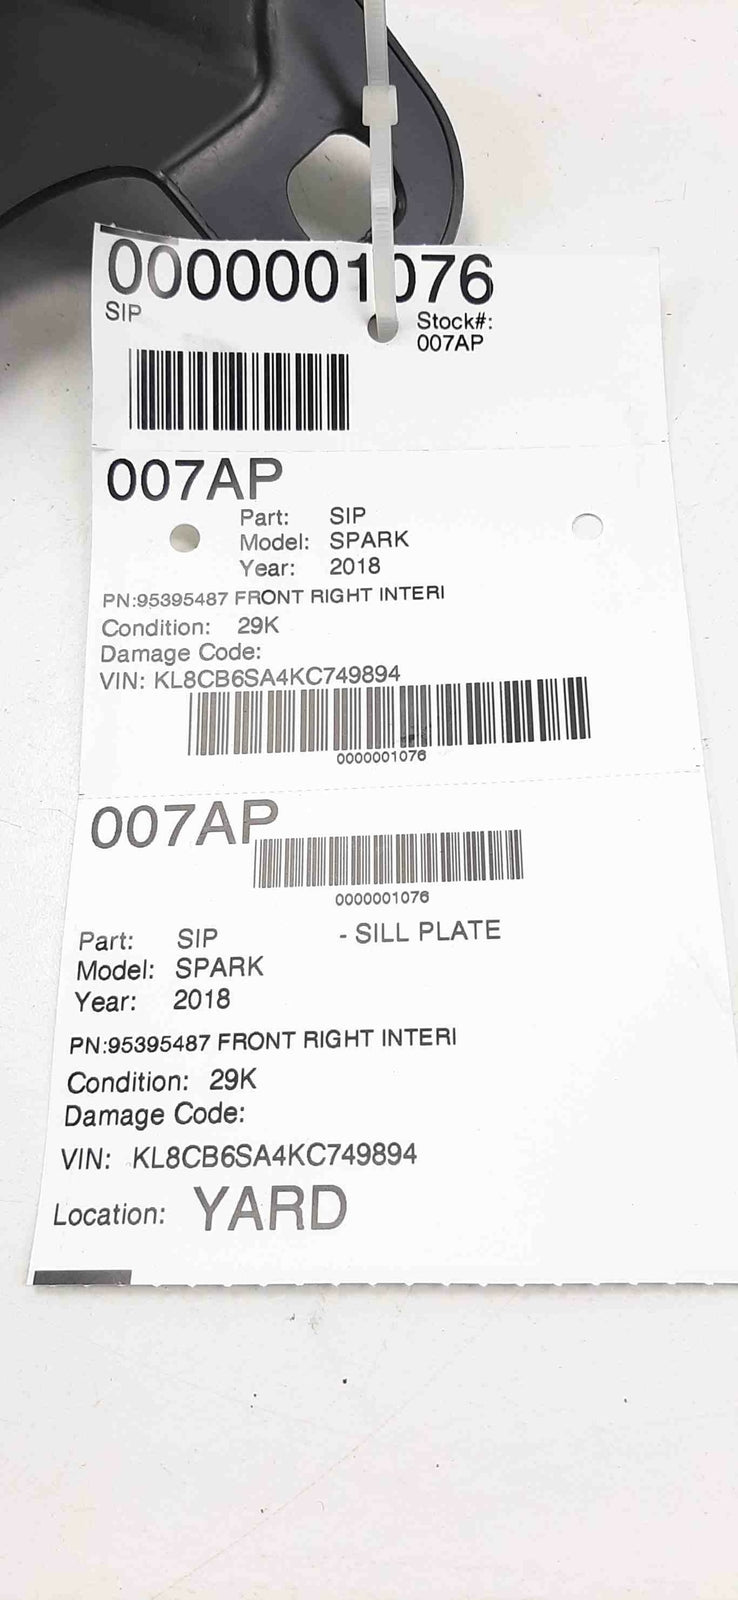 0000001076
SIP
Stock#:
007AP
007AP
Part: SIP
Model: SPARK
Year: 2018
PN:95395487 FRONT RIGHT INTERI
Condition: 29K
Damage Code:
VIN: KL8CB6SA4KC749894
0000001076
007AP
0000001076
Part: SIP - SILL PLATE
Model: SPARK
Year: 2018
PN:95395487 FRONT RIGHT INTERI
Condition: 29K
Damage Code:
VIN: KL8CB6SA4KC749894
Location: YARD